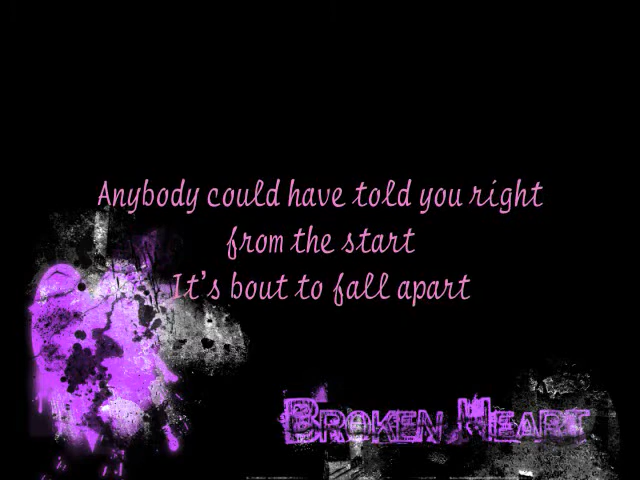 Anybody could have told you right
from the start
It's bout to fall apart
Broken Heart